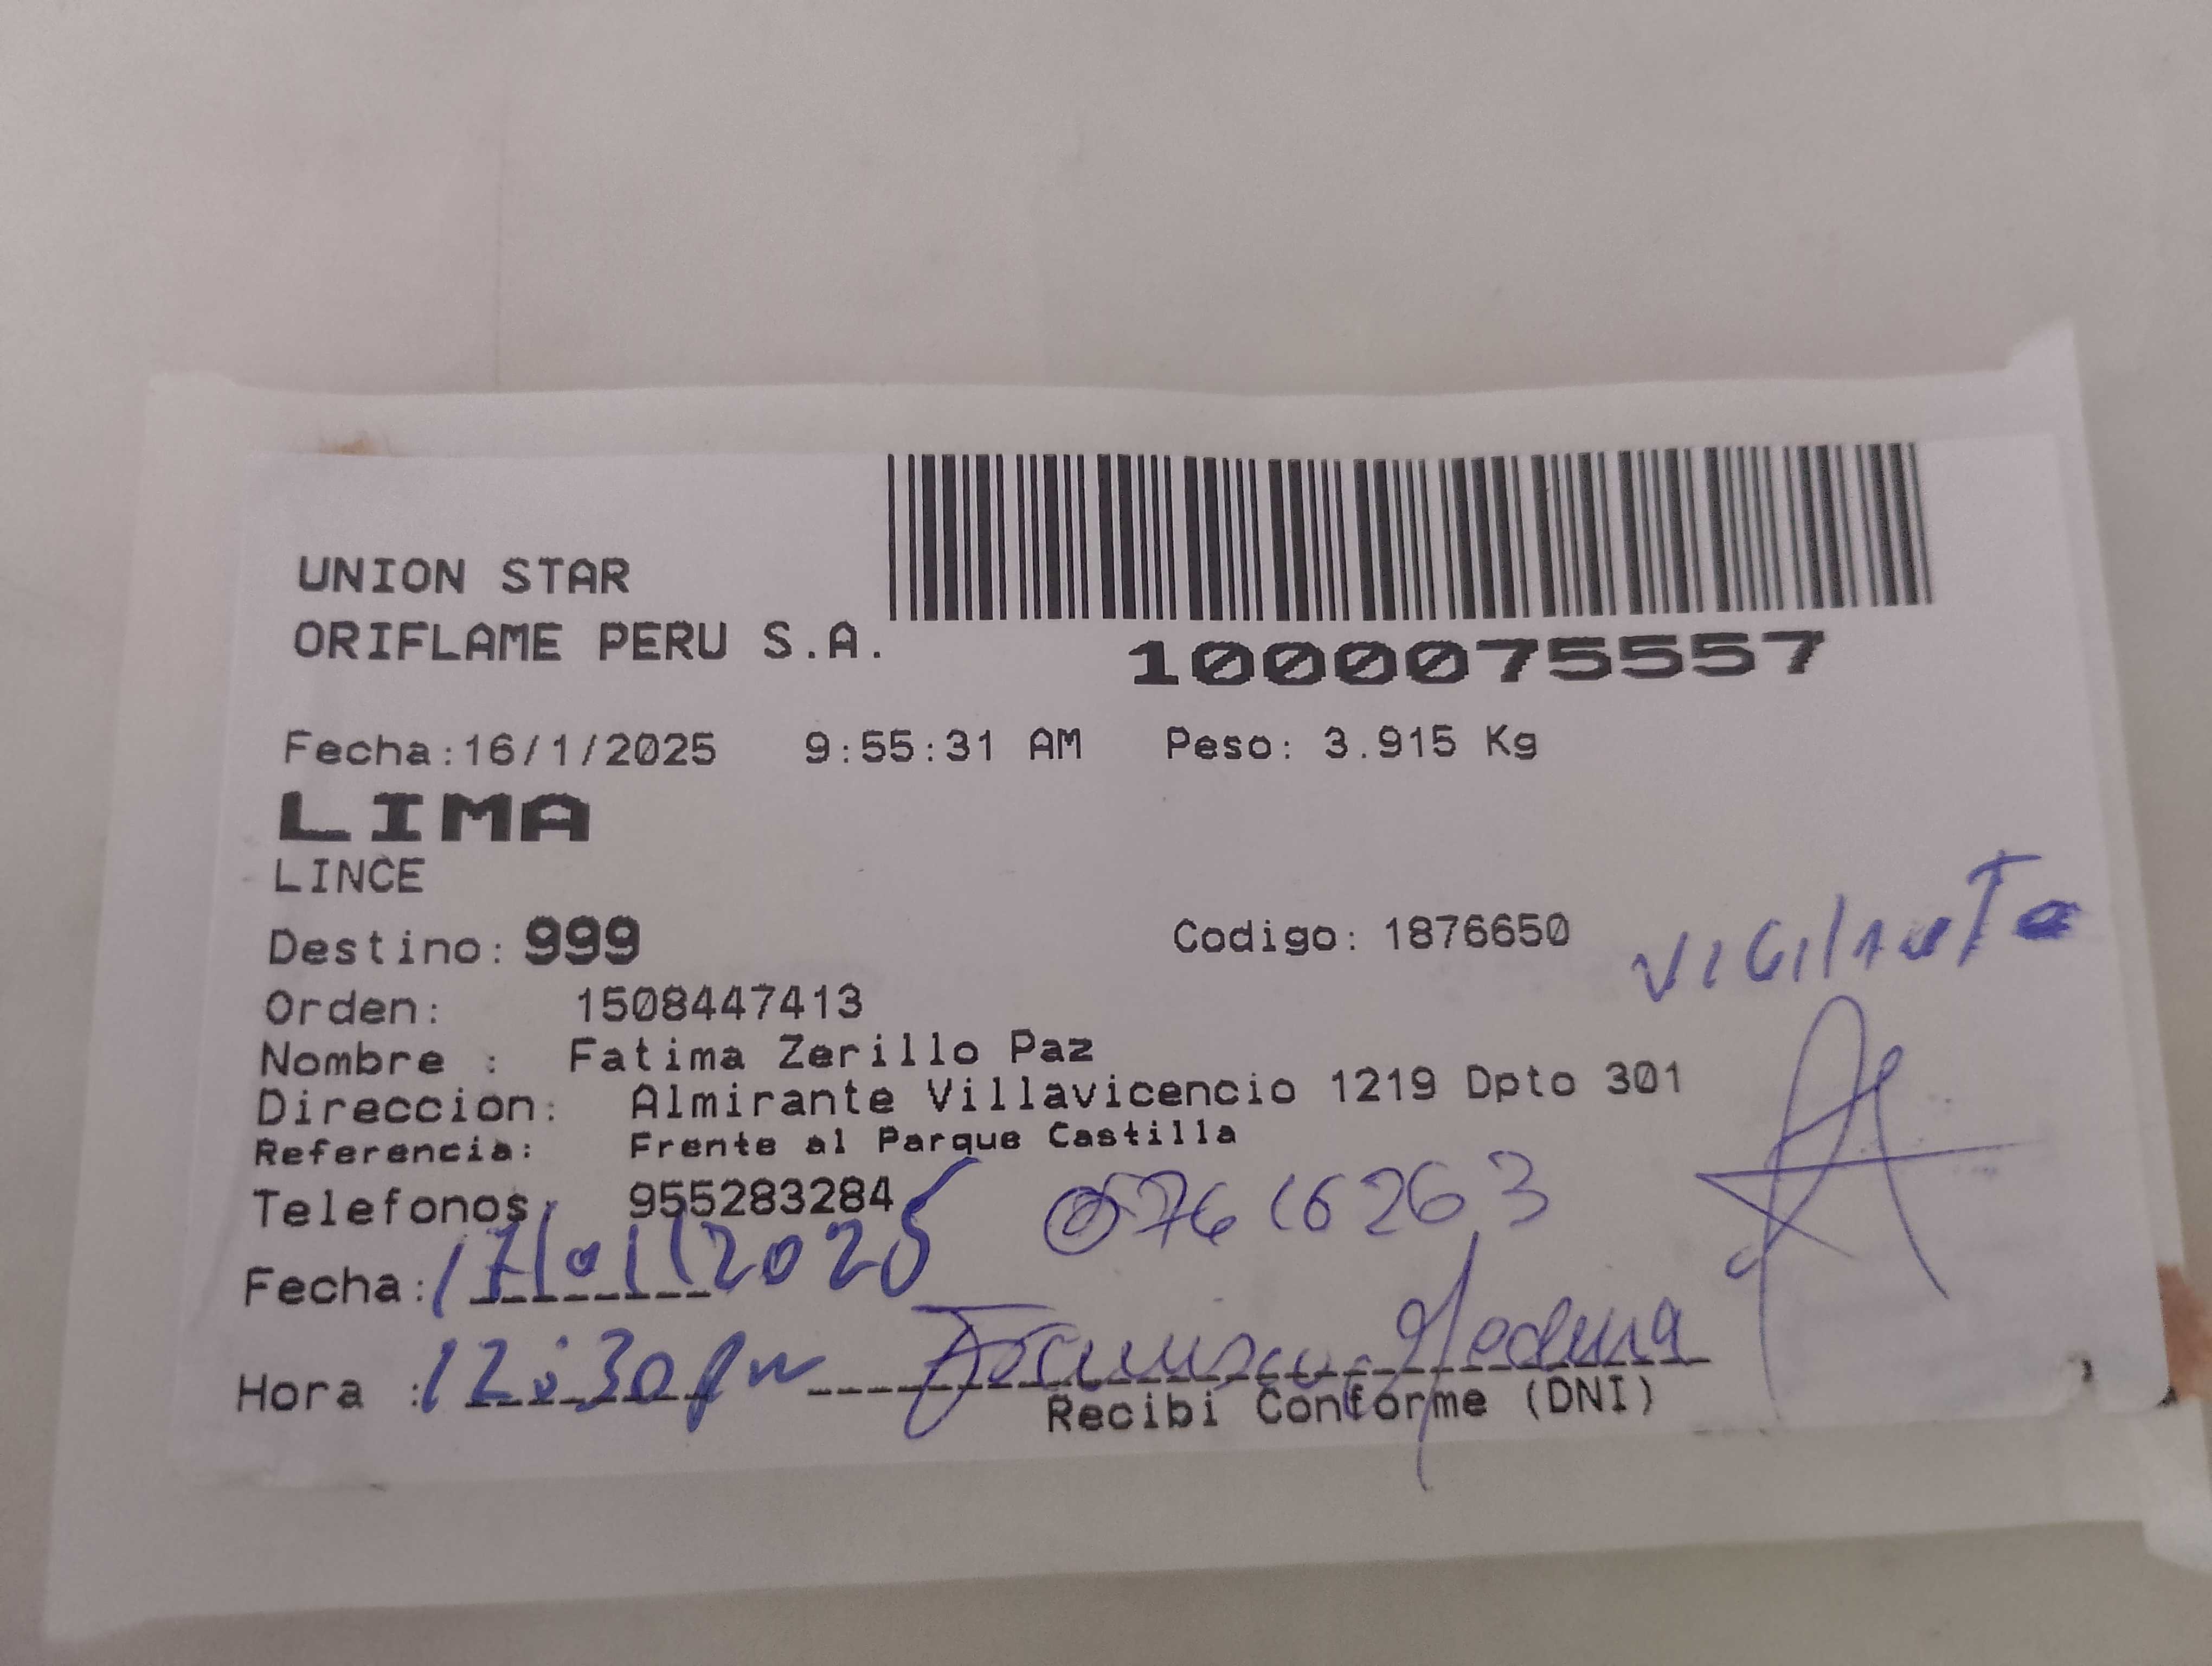 UNION STAR
ORIFLAME PERU S.A.
1000075557
Fecha:16/1/2025 9:55:31 AM Peso: 3.915 Kg
LIMA
LINCE
Destino: 999 Codigo: 1876650 VIGILANTE
Orden: 1508447413
Nombre : Fatima Zerillo Paz
Direccion: Almirante Villavicencio 1219 Dpto 301
Referencia: Frente al Parque Castilla
Telefonos: 955283284
Fecha: 17/01/2025
Hora : 12:30 pm
Recibi Conforme (DNI)